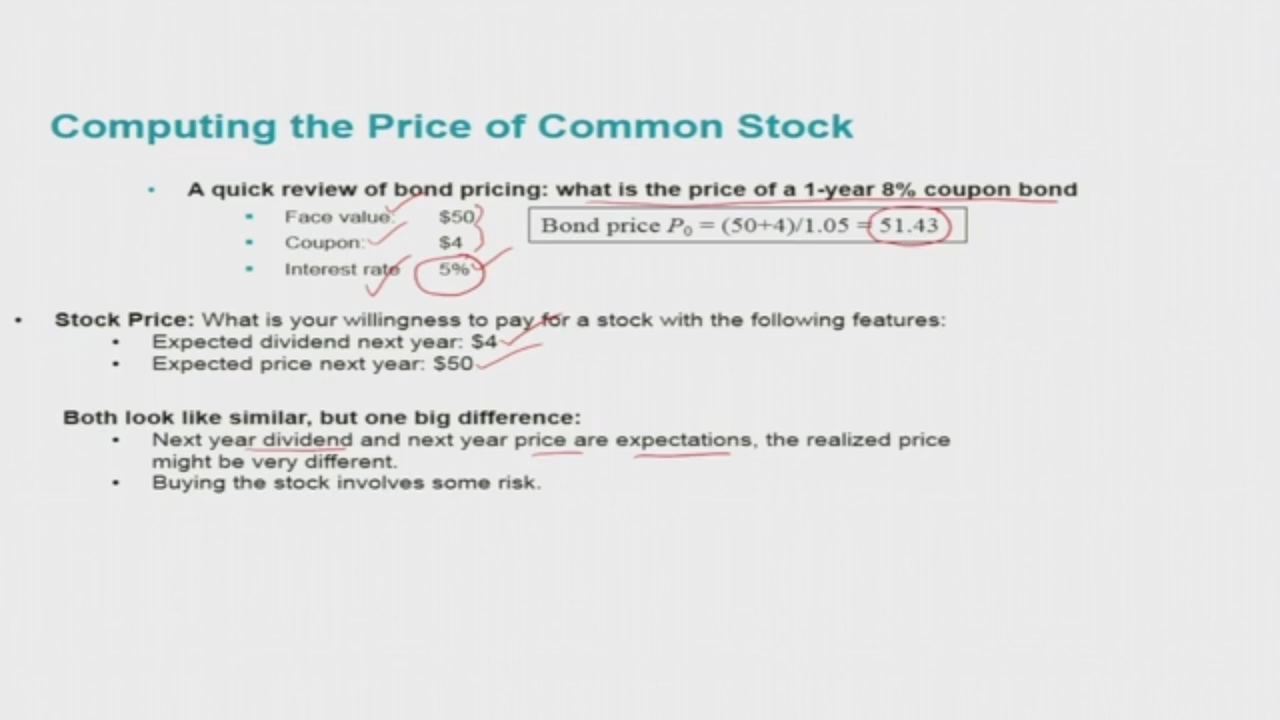 Computing the Price of Common Stock
• A quick review of bond pricing: what is the price of a 1-year 8% coupon bond
▪ Face value: $50
▪ Coupon: $4
▪ Interest rate 5%
Bond price P₀ = (50+4)/1.05 = 51.43
• Stock Price: What is your willingness to pay for a stock with the following features:
• Expected dividend next year: $4
• Expected price next year: $50
Both look like similar, but one big difference:
• Next year dividend and next year price are expectations, the realized price
might be very different.
• Buying the stock involves some risk.